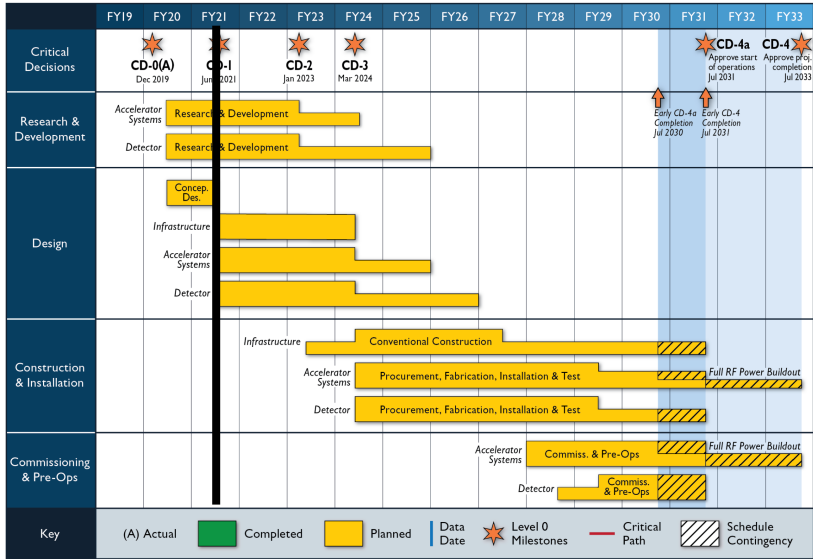 FY19 FY20 FY21 FY22 FY23 FY24 FY25 FY26 FY27 FY28 FY29 FY30 FY31 FY32 FY33
Critical
Decisions
CD-0(A)
Dec 2019
CD-1
June 2021
CD-2
Jan 2023
CD-3
Mar 2024
CD-4a
Approve start
of operations
Jul 2031
CD-4
Approve proj.
completion
Jul 2033
Research &
Development
Accelerator
Systems
Research & Development
Detector
Research & Development
Early CD-4a
Completion
Jul 2030
Early CD-4
Completion
Jul 2031
Design
Concep.
Des.
Infrastructure
Accelerator
Systems
Detector
Construction
& Installation
Infrastructure
Conventional Construction
Accelerator
Systems
Procurement, Fabrication, Installation & Test
Full RF Power Buildout
Detector
Procurement, Fabrication, Installation & Test
Commissioning
& Pre-Ops
Accelerator
Systems
Commiss. & Pre-Ops
Full RF Power Buildout
Detector
Commiss.
& Pre-Ops
Key
(A) Actual
Completed
Planned
Data
Date
Level 0
Milestones
Critical
Path
Schedule
Contingency